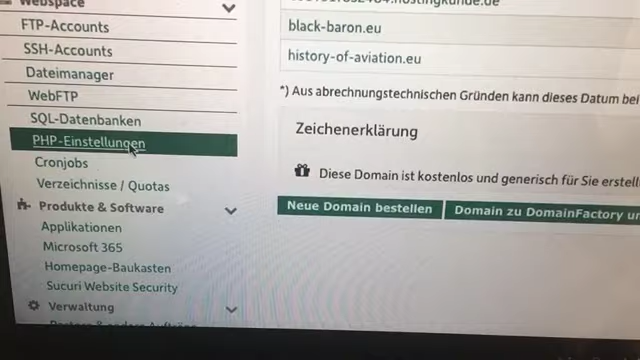 Webspace
FTP-Accounts
SSH-Accounts
Dateimanager
WebFTP
SQL-Datenbanken
PHP-Einstellungen
Cronjobs
Verzeichnisse / Quotas
Produkte & Software
Applikationen
Microsoft 365
Homepage-Baukasten
Sucuri Website Security
Verwaltung
black-baron.eu
history-of-aviation.eu
*) Aus abrechnungstechnischen Gründen kann dieses Datum bei
Zeichenerklärung
Diese Domain ist kostenlos und generisch für Sie erstell
Neue Domain bestellen
Domain zu DomainFactory